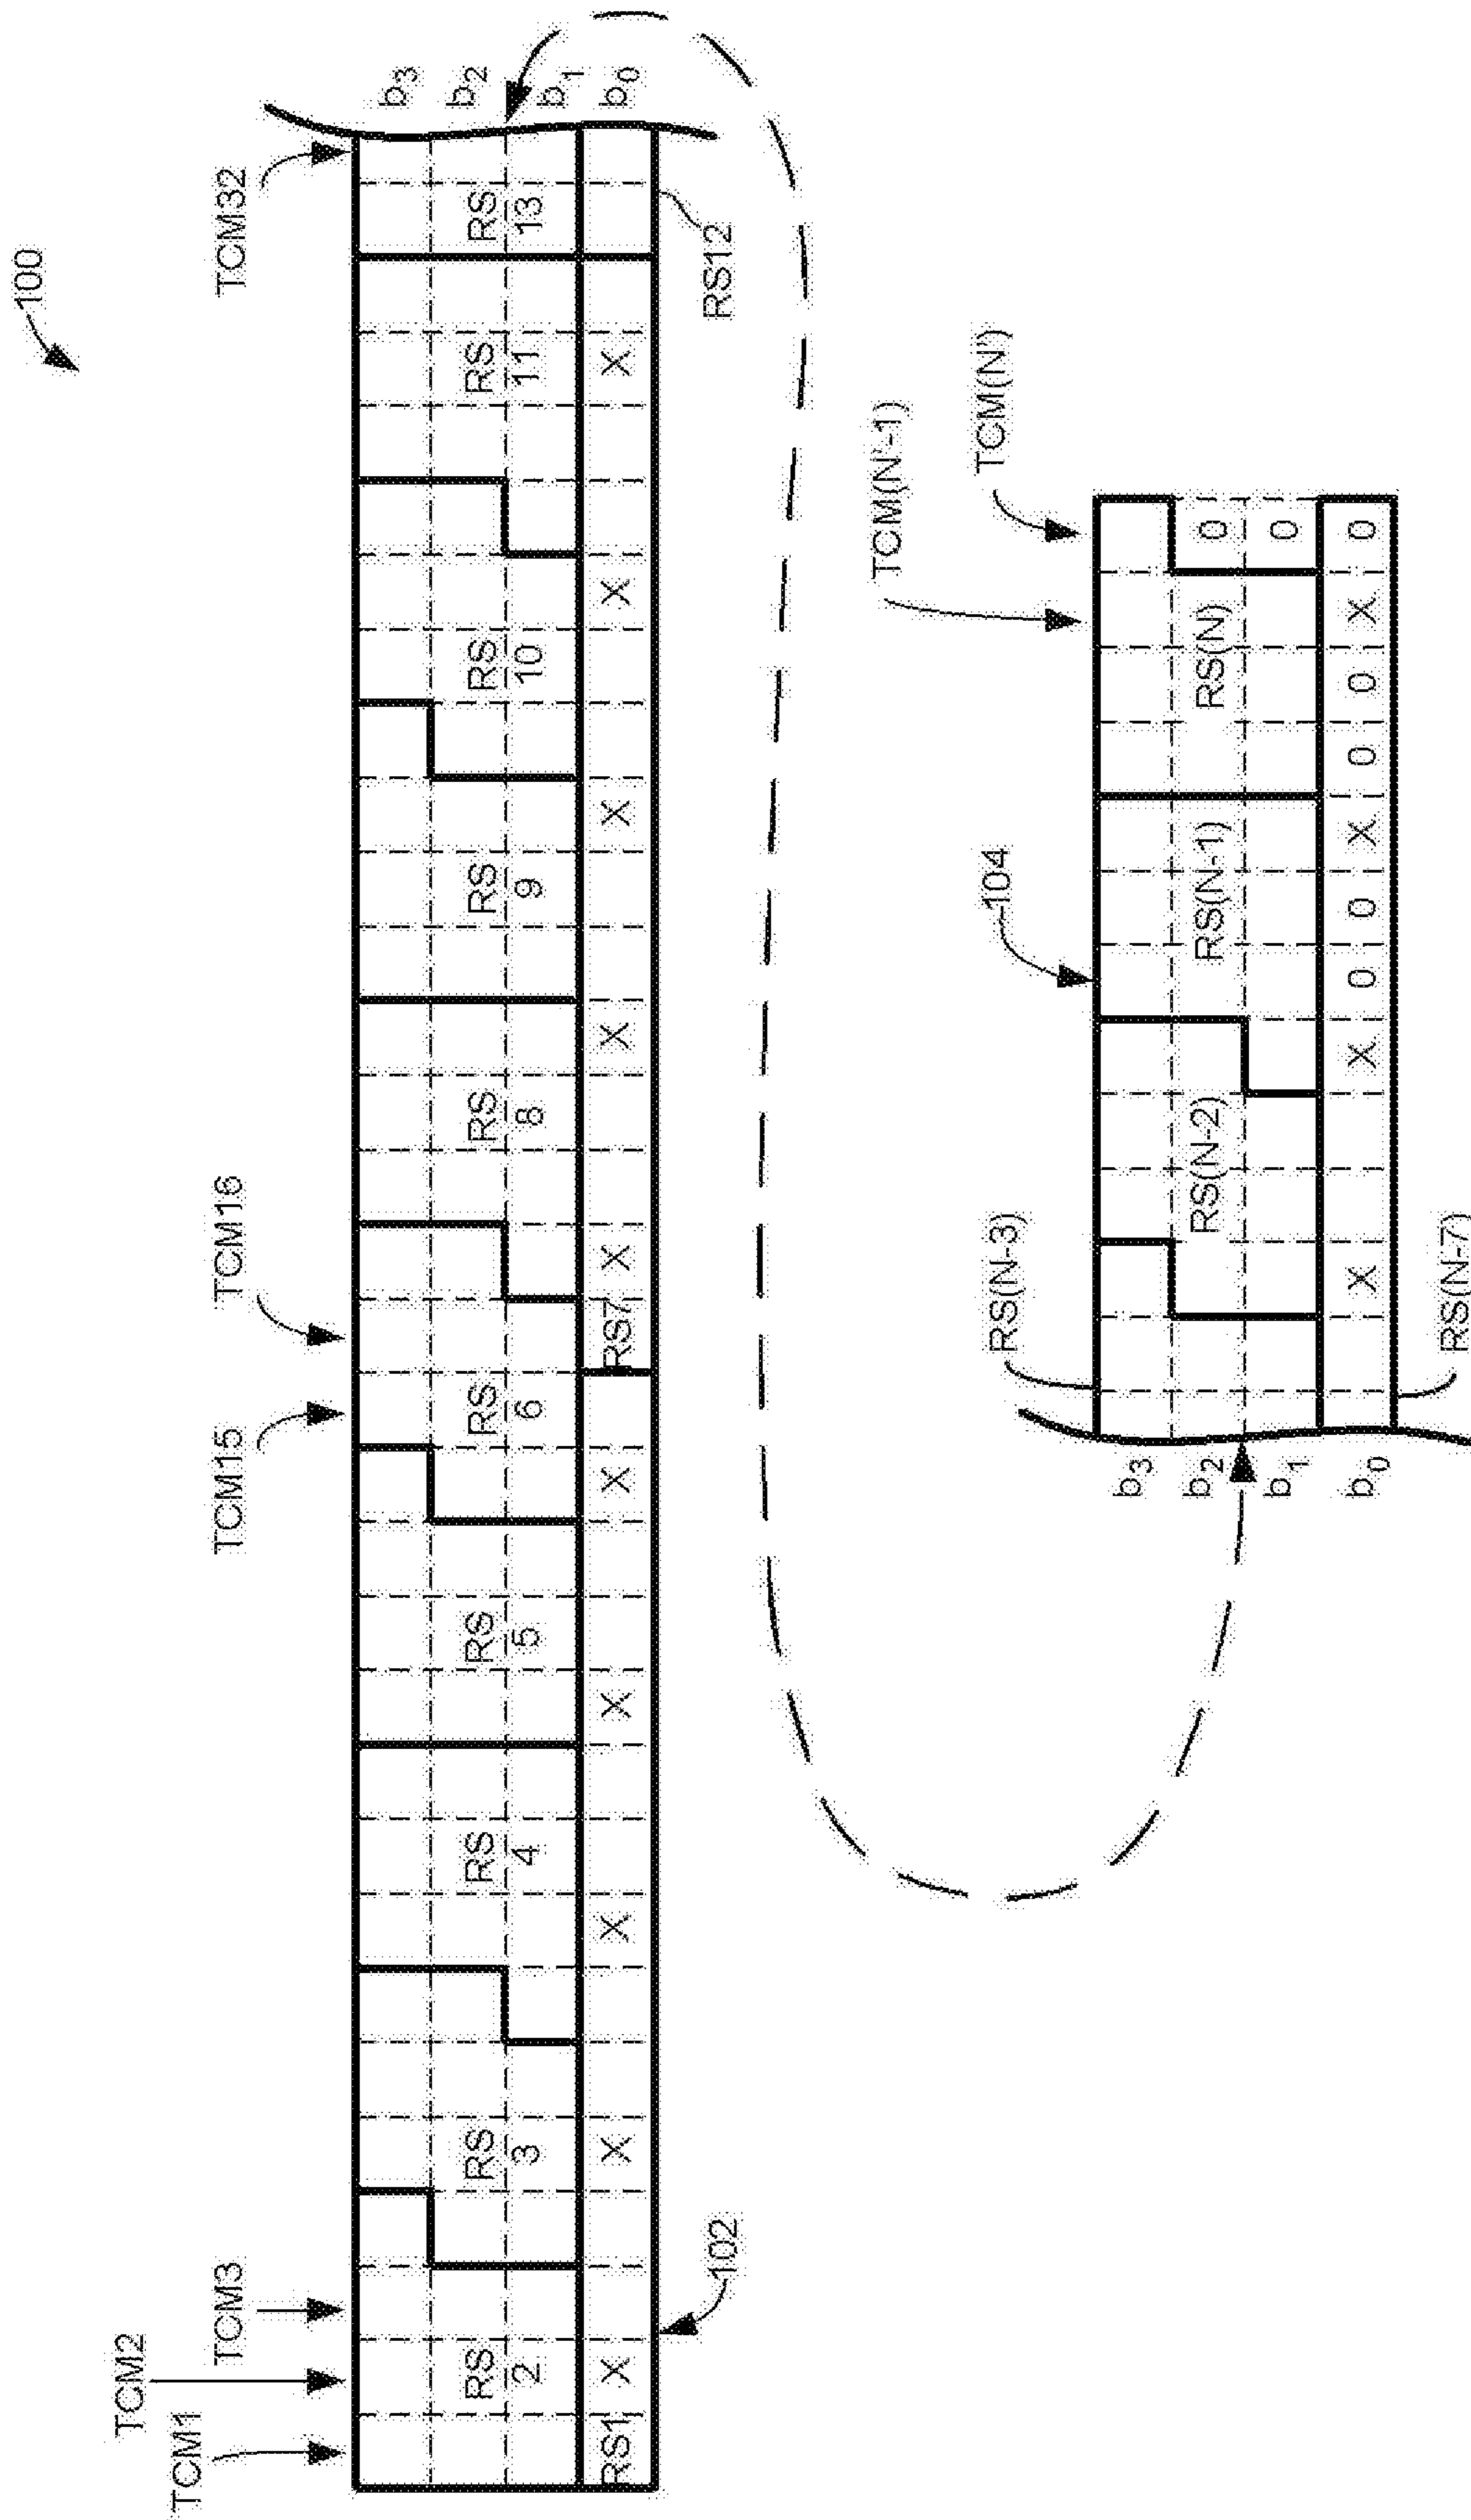 100
TCM1
TCM2
TCM3
TCM15
TCM16
TCM32
b3
b2
b1
b0
RS
2
RS
3
RS
4
RS
5
RS
6
RS
8
RS
9
RS
10
RS
11
RS
13
RS1
X
X
X
X
X
RS7
X
X
X
X
X
102
RS12
104
TCM(N'-1)
TCM(N')
RS(N-3)
b3
b2
b1
b0
RS(N-2)
RS(N-1)
RS(N)
0
0
X
X
0
0
X
0
0
X
0
RS(N-7)